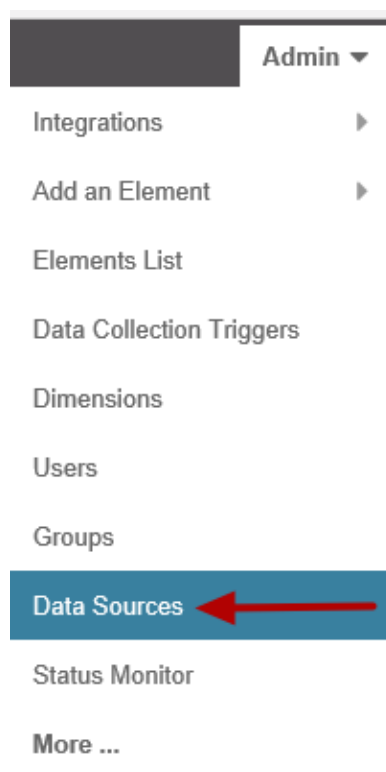 Admin
Integrations
Add an Element
Elements List
Data Collection Triggers
Dimensions
Users
Groups
Data Sources
Status Monitor
More ...